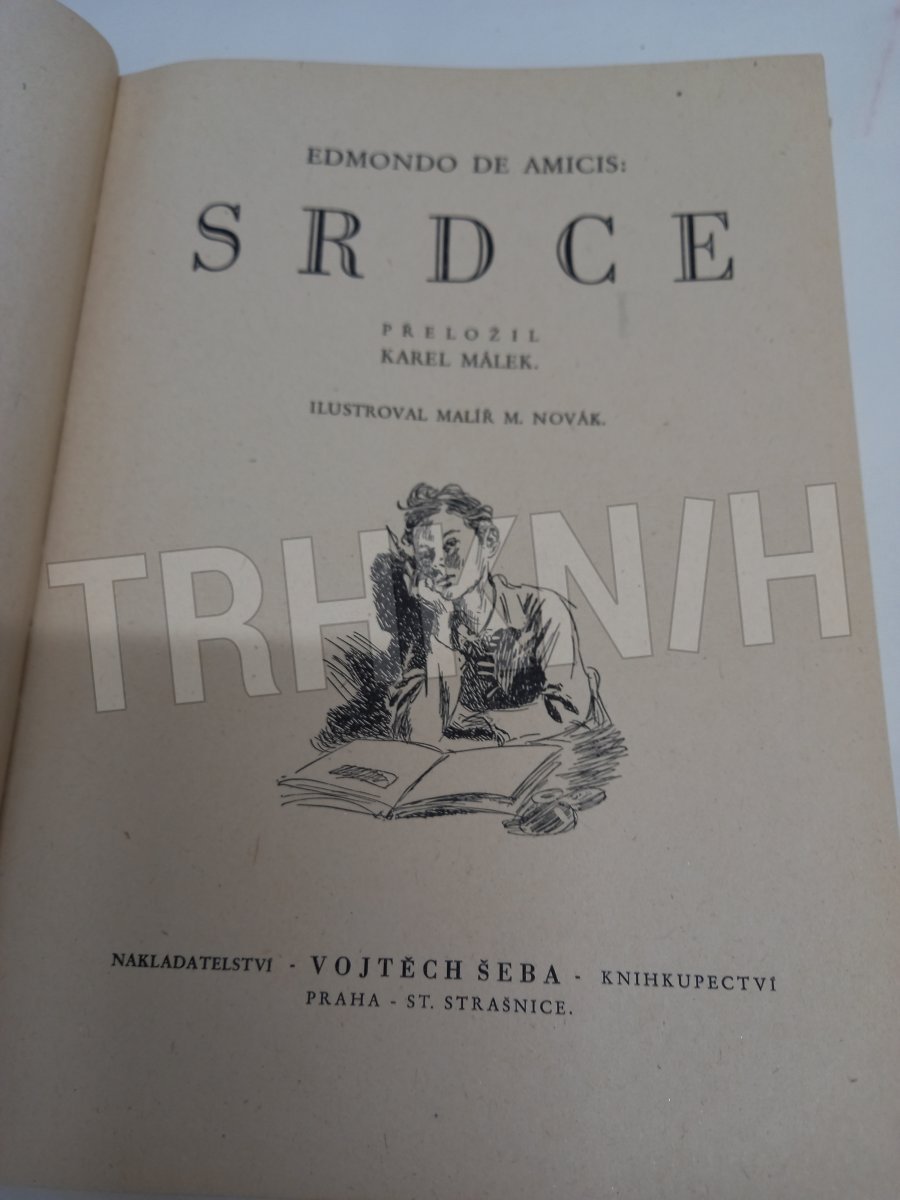 EDMONDO DE AMICIS:
SRDCE
PŘELOŽIL
KAREL MÁLEK.
ILUSTROVAL MALÍŘ M. NOVÁK.
TRHKNIH
NAKLADATELSTVÍ - VOJTĚCH ŠEBA - KNIHKUPECTVÍ
PRAHA - ST. STRAŠNICE.